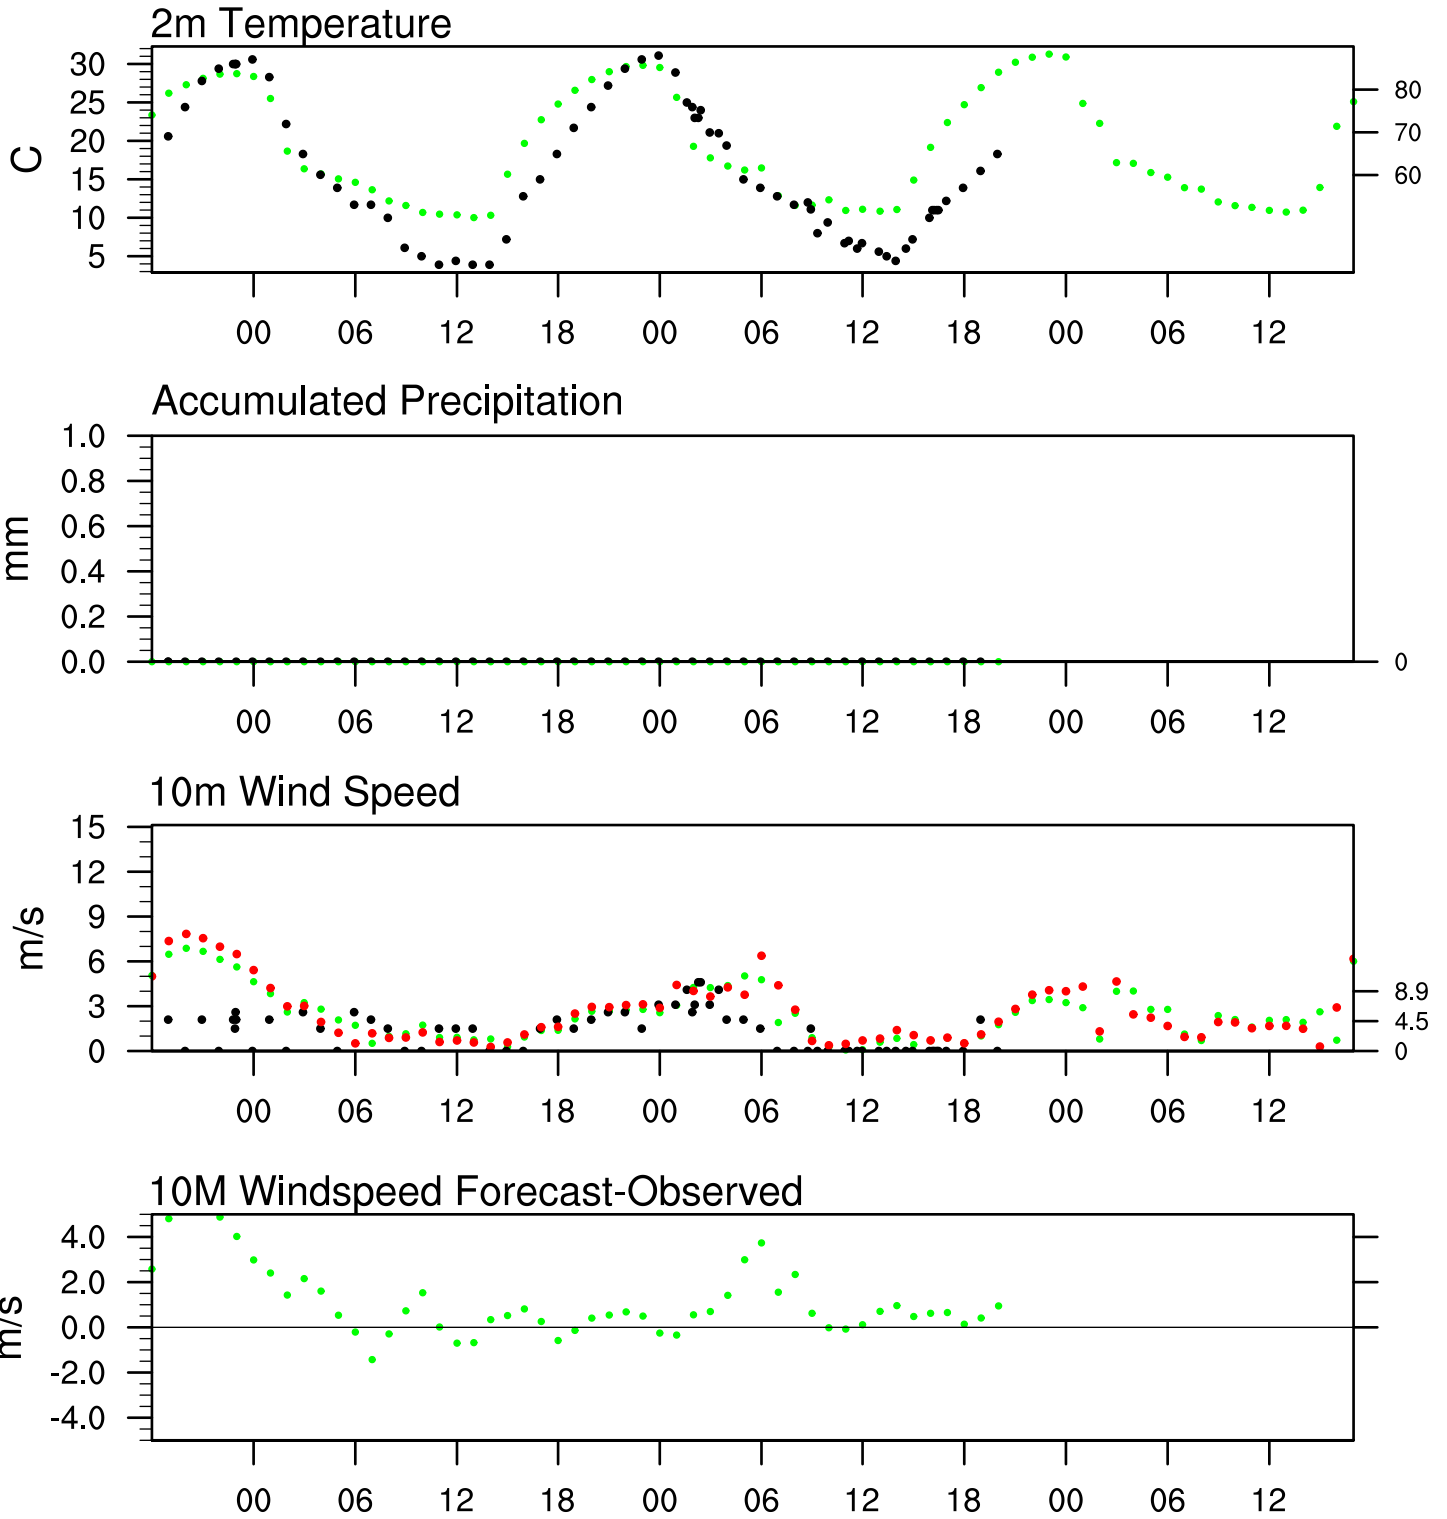 2m Temperature
30
25
20
15
10
5
C
80
70
60
00 06 12 18 00 06 12 18 00 06 12
Accumulated Precipitation
1.0
0.8
0.6
0.4
0.2
0.0
mm
0
00 06 12 18 00 06 12 18 00 06 12
10m Wind Speed
15
12
9
6
3
0
m/s
8.9
4.5
0
00 06 12 18 00 06 12 18 00 06 12
10M Windspeed Forecast-Observed
4.0
2.0
0.0
-2.0
-4.0
m/s
00 06 12 18 00 06 12 18 00 06 12